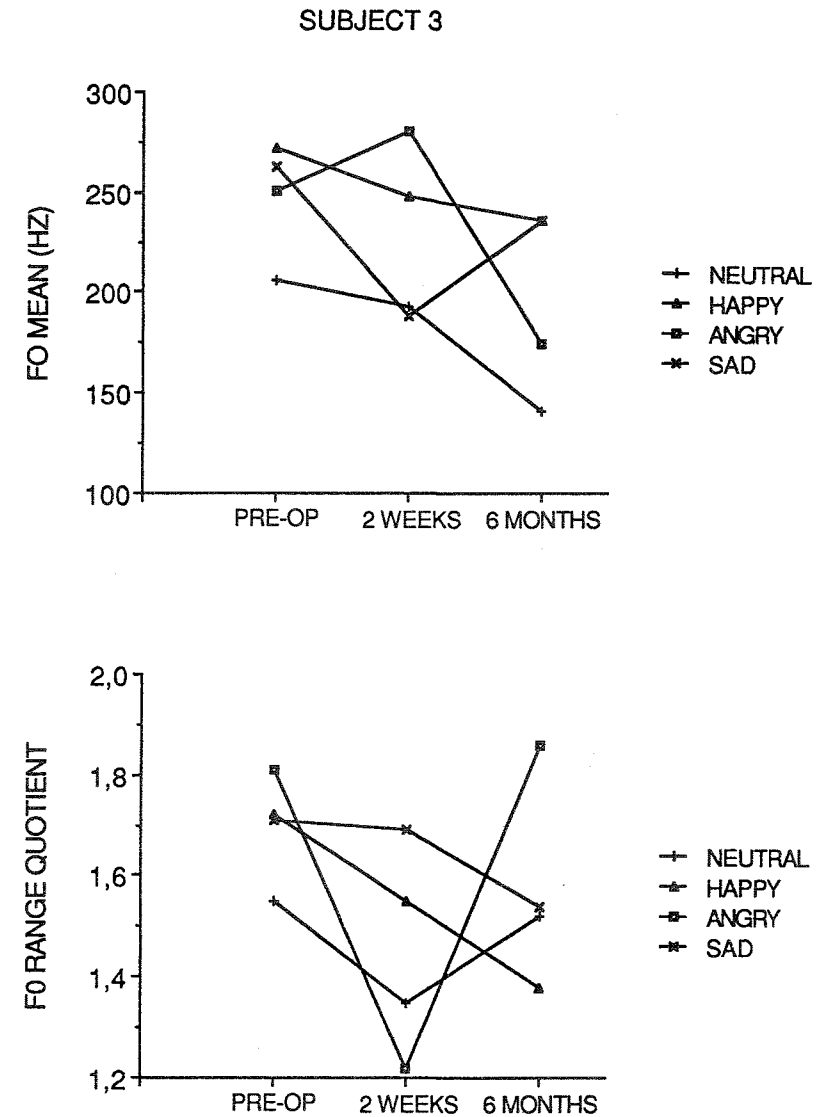 SUBJECT 3
FO MEAN (HZ)
300
250
200
150
100
PRE-OP 2 WEEKS 6 MONTHS
NEUTRAL
HAPPY
ANGRY
SAD
F0 RANGE QUOTIENT
2,0
1,8
1,6
1,4
1,2
PRE-OP 2 WEEKS 6 MONTHS
NEUTRAL
HAPPY
ANGRY
SAD